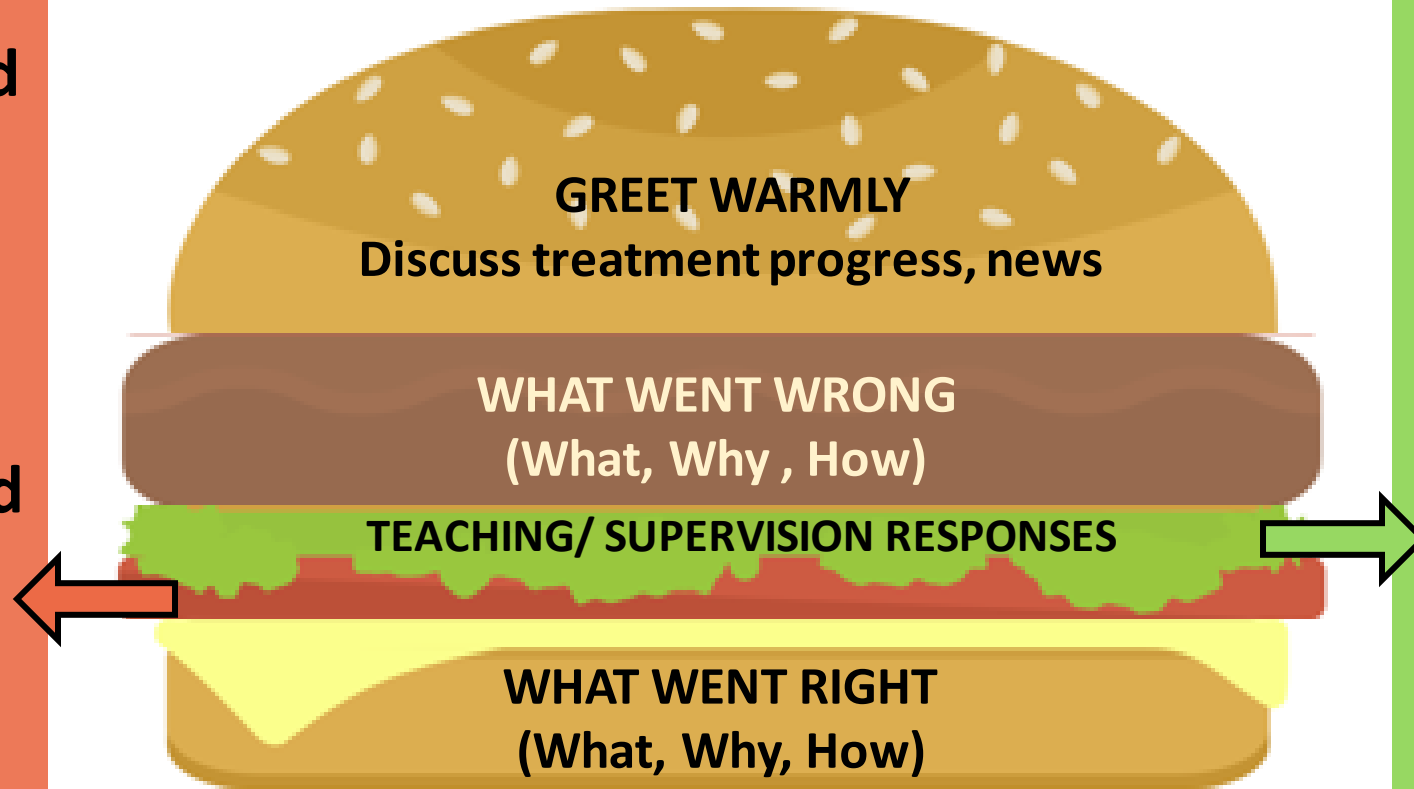 GREET WARMLY
Discuss treatment progress, news
WHAT WENT WRONG
(What, Why , How)
TEACHING/ SUPERVISION RESPONSES
WHAT WENT RIGHT
(What, Why, How)